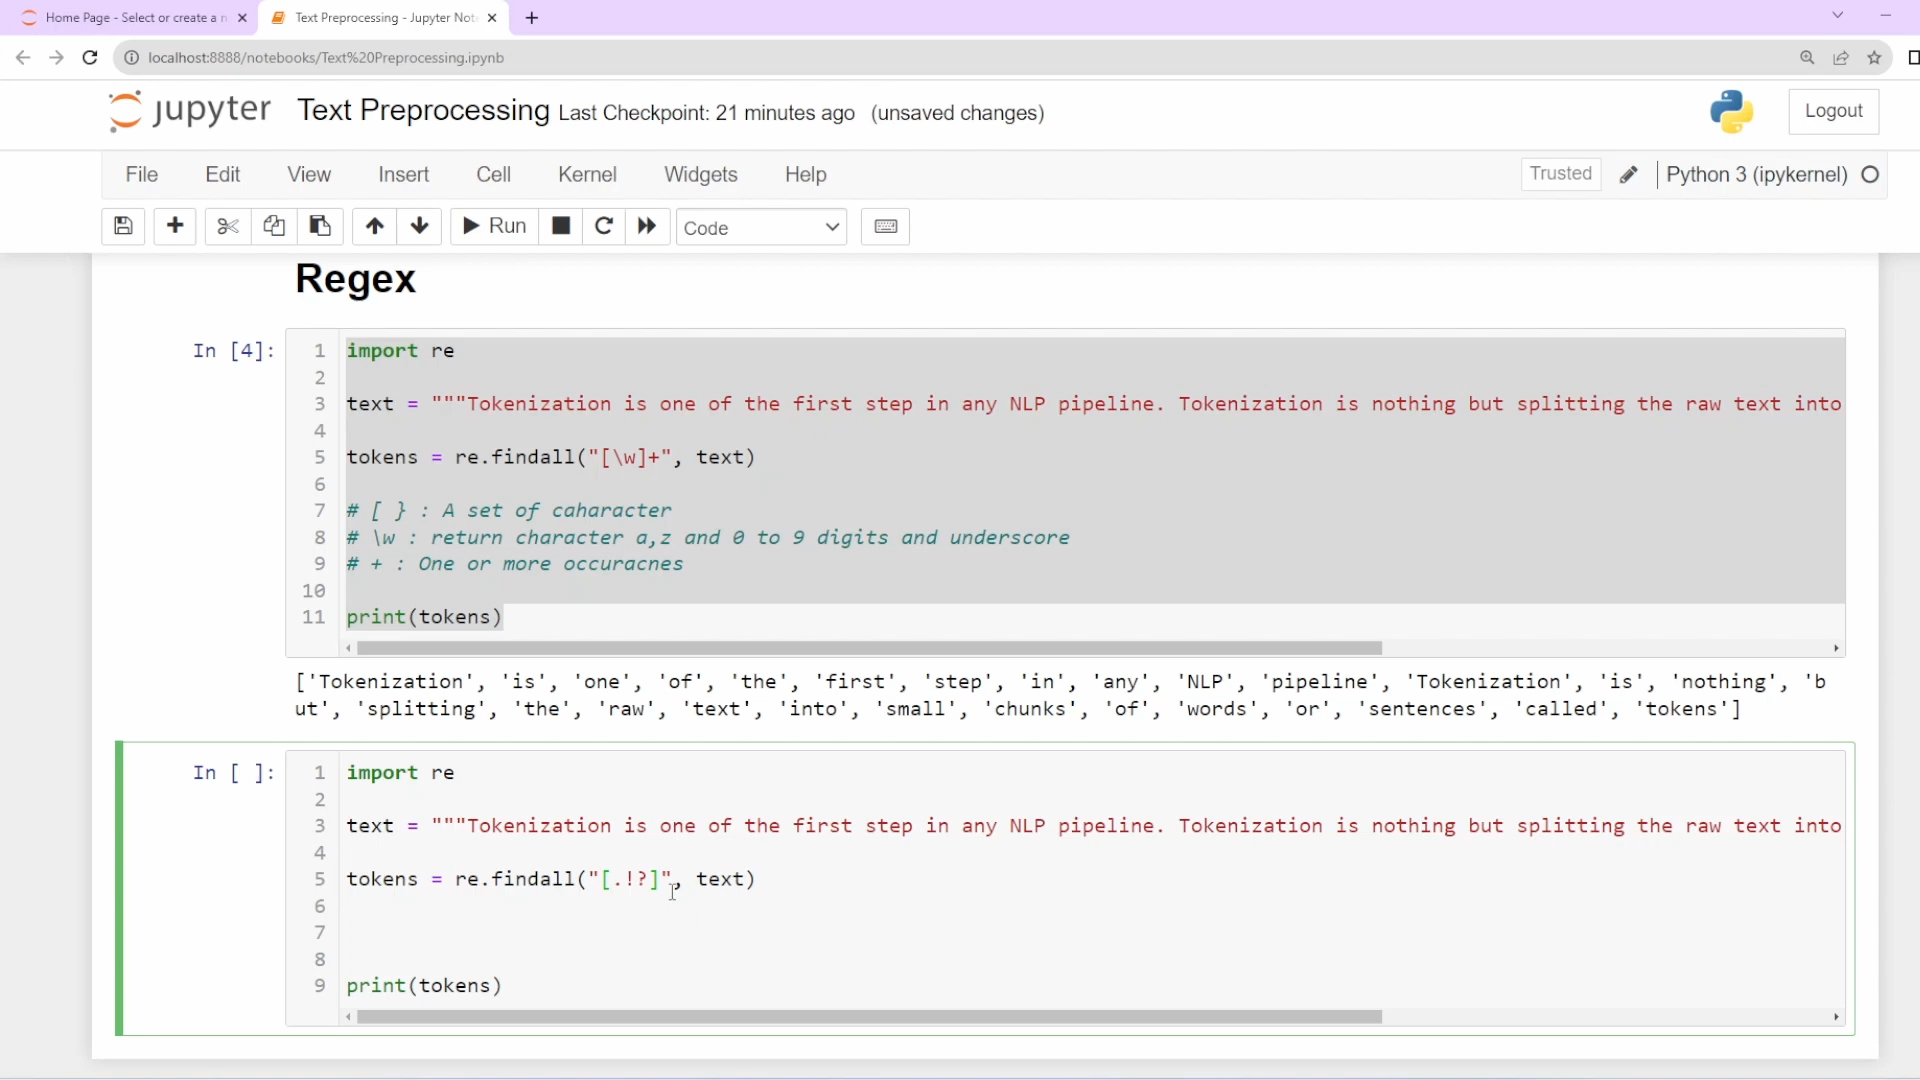 Home Page - Select or create a n
Text Preprocessing - Jupyter Not
localhost:8888/notebooks/Text%20Preprocessing.ipynb
jupyter Text Preprocessing Last Checkpoint: 21 minutes ago (unsaved changes)
Logout
File Edit View Insert Cell Kernel Widgets Help
Trusted
Python 3 (ipykernel)
Run
Code
Regex
In [4]:
1 import re
2
3 text = """Tokenization is one of the first step in any NLP pipeline. Tokenization is nothing but splitting the raw text into
4
5 tokens = re.findall("[\w]+", text)
6
7 # [ } : A set of caharacter
8 # \w : return character a,z and 0 to 9 digits and underscore
9 # + : One or more occuracnes
10
11 print(tokens)
['Tokenization', 'is', 'one', 'of', 'the', 'first', 'step', 'in', 'any', 'NLP', 'pipeline', 'Tokenization', 'is', 'nothing', 'b
ut', 'splitting', 'the', 'raw', 'text', 'into', 'small', 'chunks', 'of', 'words', 'or', 'sentences', 'called', 'tokens']
In [ ]:
1 import re
2
3 text = """Tokenization is one of the first step in any NLP pipeline. Tokenization is nothing but splitting the raw text into
4
5 tokens = re.findall("[.!?]", text)
6
7
8
9 print(tokens)